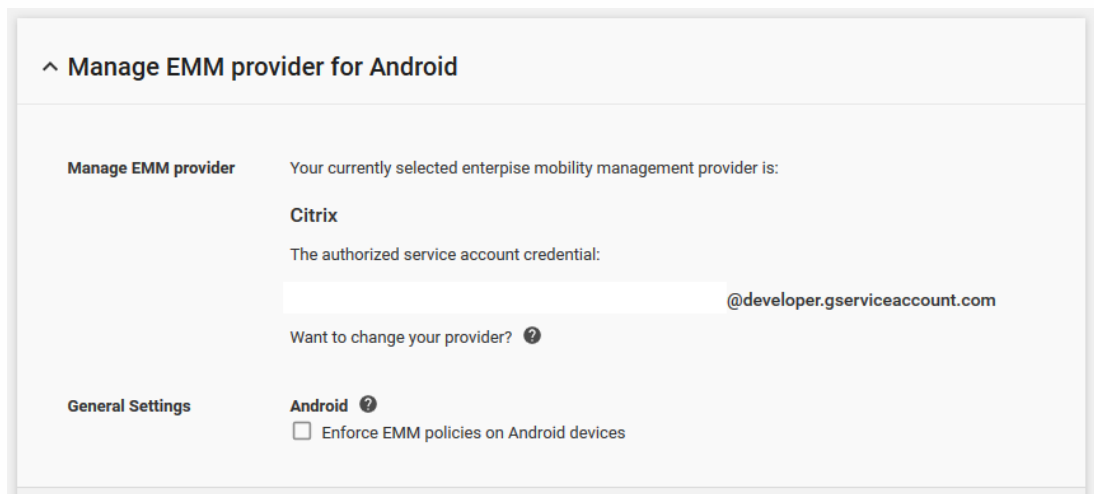 Manage EMM provider for Android
Manage EMM provider
Your currently selected enterpise mobility management provider is:
Citrix
The authorized service account credential:
@developer.gserviceaccount.com
Want to change your provider?
General Settings
Android
Enforce EMM policies on Android devices